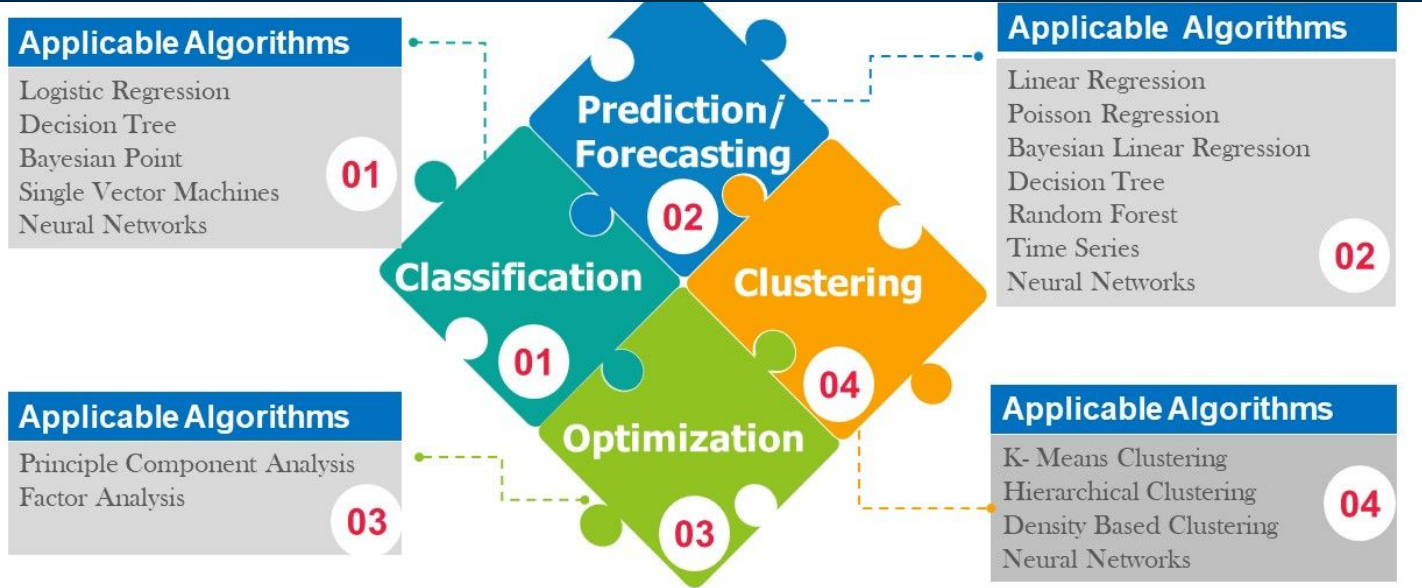 Applicable Algorithms
Logistic Regression
Decision Tree
Bayesian Point
Single Vector Machines
Neural Networks
01
Prediction/
Forecasting
02
Applicable Algorithms
Linear Regression
Poisson Regression
Bayesian Linear Regression
Decision Tree
Random Forest
Time Series
Neural Networks
02
Classification
01
Clustering
04
Optimization
03
Applicable Algorithms
Principle Component Analysis
Factor Analysis
03
Applicable Algorithms
K- Means Clustering
Hierarchical Clustering
Density Based Clustering
Neural Networks
04